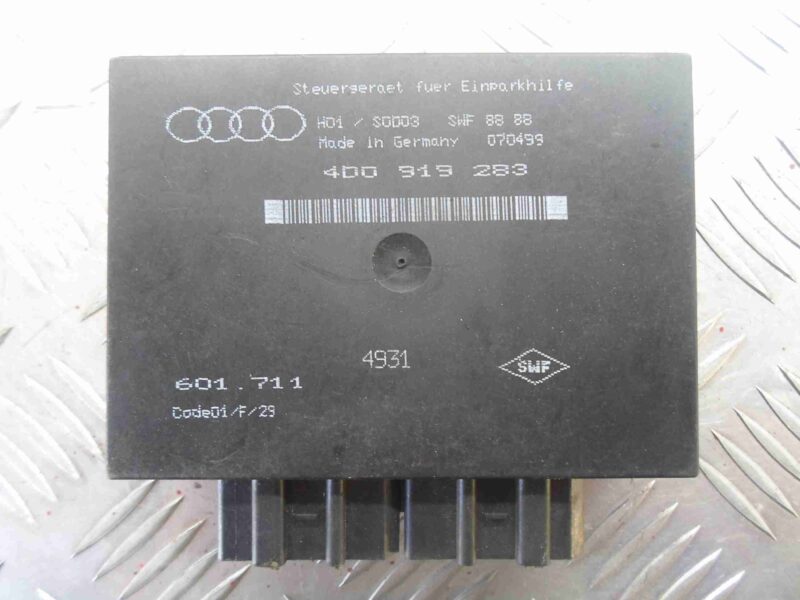 Steuergeraet fuer Einparkhilfe
H01 / S0003 SWF 88 88
Made in Germany 070499
4D0 919 283
4931
SWF
601.711
Code01/F/29